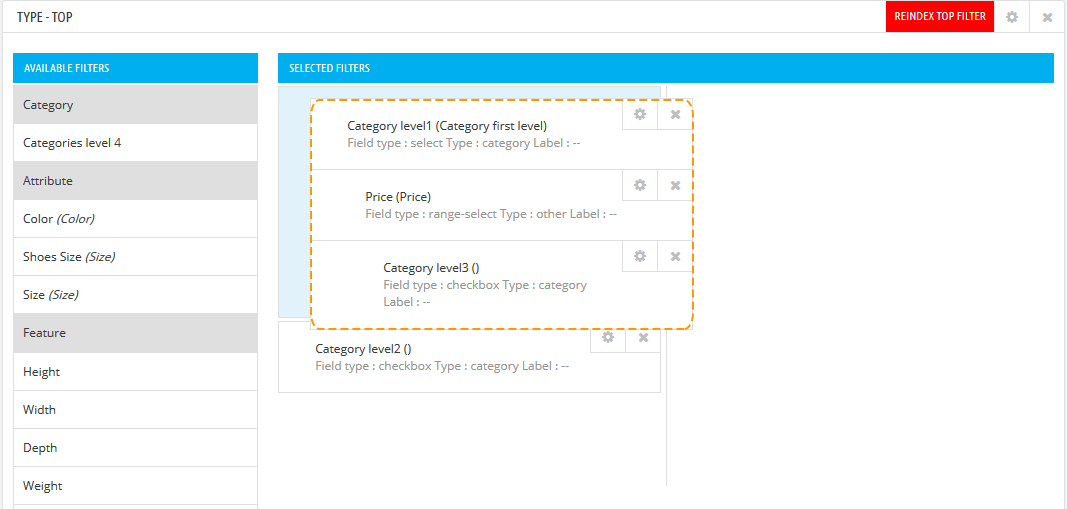 TYPE - TOP
REINDEX TOP FILTER
AVAILABLE FILTERS
Category
Categories level 4
Attribute
Color (Color)
Shoes Size (Size)
Size (Size)
Feature
Height
Width
Depth
Weight
SELECTED FILTERS
Category level1 (Category first level)
Field type : select Type : category Label : --
Price (Price)
Field type : range-select Type : other Label : --
Category level3 ()
Field type : checkbox Type : category
Label : --
Category level2 ()
Field type : checkbox Type : category Label : --